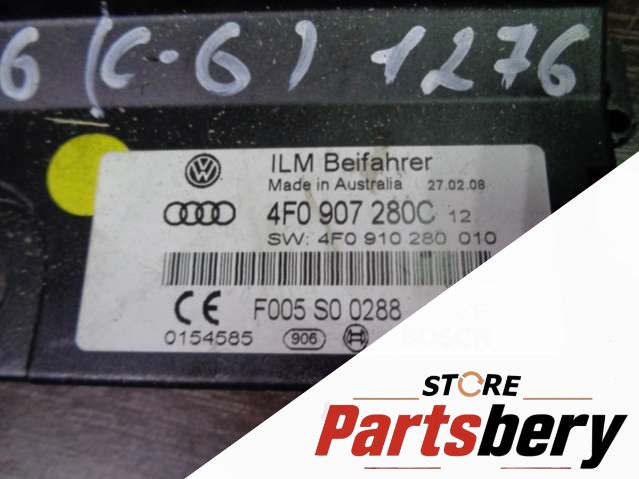 6 (C-6) 1276
ILM Beifahrer
Made in Australia 27.02.08
4F0 907 280C 12
SW: 4F0 910 280 010
F005 S0 0288
0154585 906 BOSCH
STORE
Partsbery